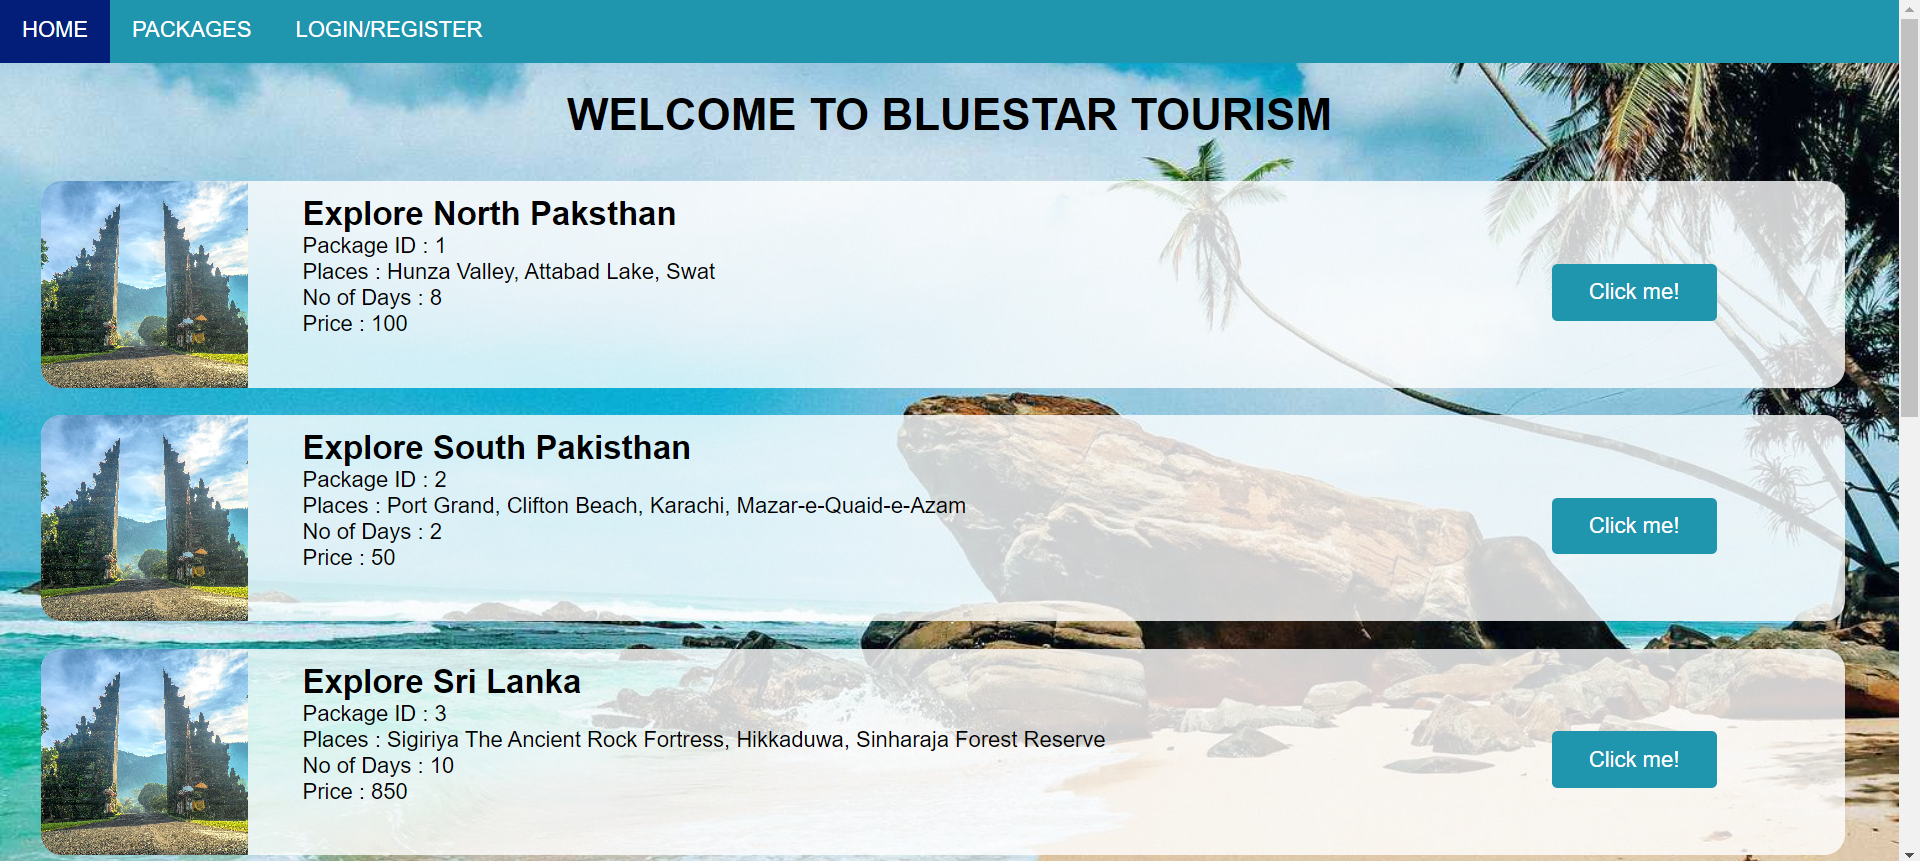 HOME PACKAGES LOGIN/REGISTER
WELCOME TO BLUESTAR TOURISM
Explore North Paksthan
Package ID : 1
Places : Hunza Valley, Attabad Lake, Swat
No of Days : 8
Price : 100
Click me!
Explore South Pakisthan
Package ID : 2
Places : Port Grand, Clifton Beach, Karachi, Mazar-e-Quaid-e-Azam
No of Days : 2
Price : 50
Click me!
Explore Sri Lanka
Package ID : 3
Places : Sigiriya The Ancient Rock Fortress, Hikkaduwa, Sinharaja Forest Reserve
No of Days : 10
Price : 850
Click me!